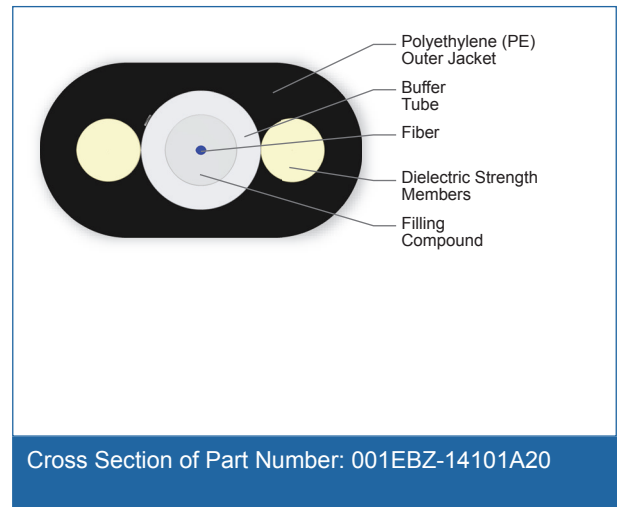 Polyethylene (PE)
Outer Jacket
Buffer
Tube
Fiber
Dielectric Strength
Members
Filling
Compound
Cross Section of Part Number: 001EBZ-14101A20